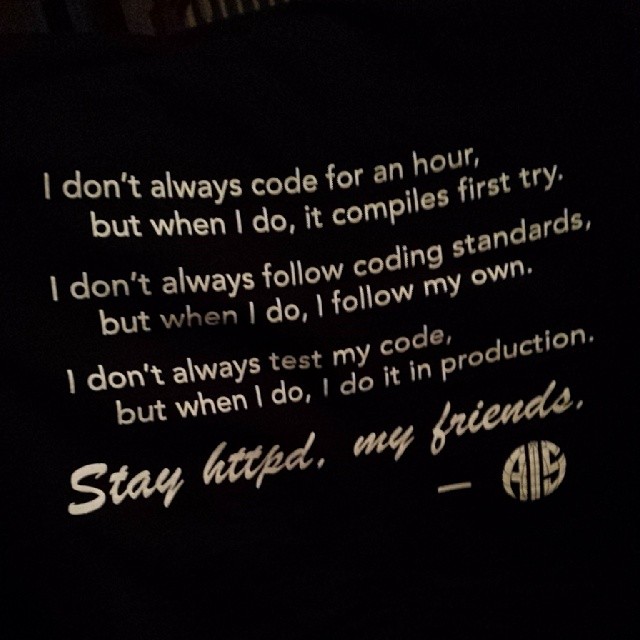 I don't always code for an hour,
but when I do, it compiles first try.
I don't always follow coding standards,
but when I do, I follow my own.
I don't always test my code,
but when I do, I do it in production.
Stay httpd, my friends.
— AIS